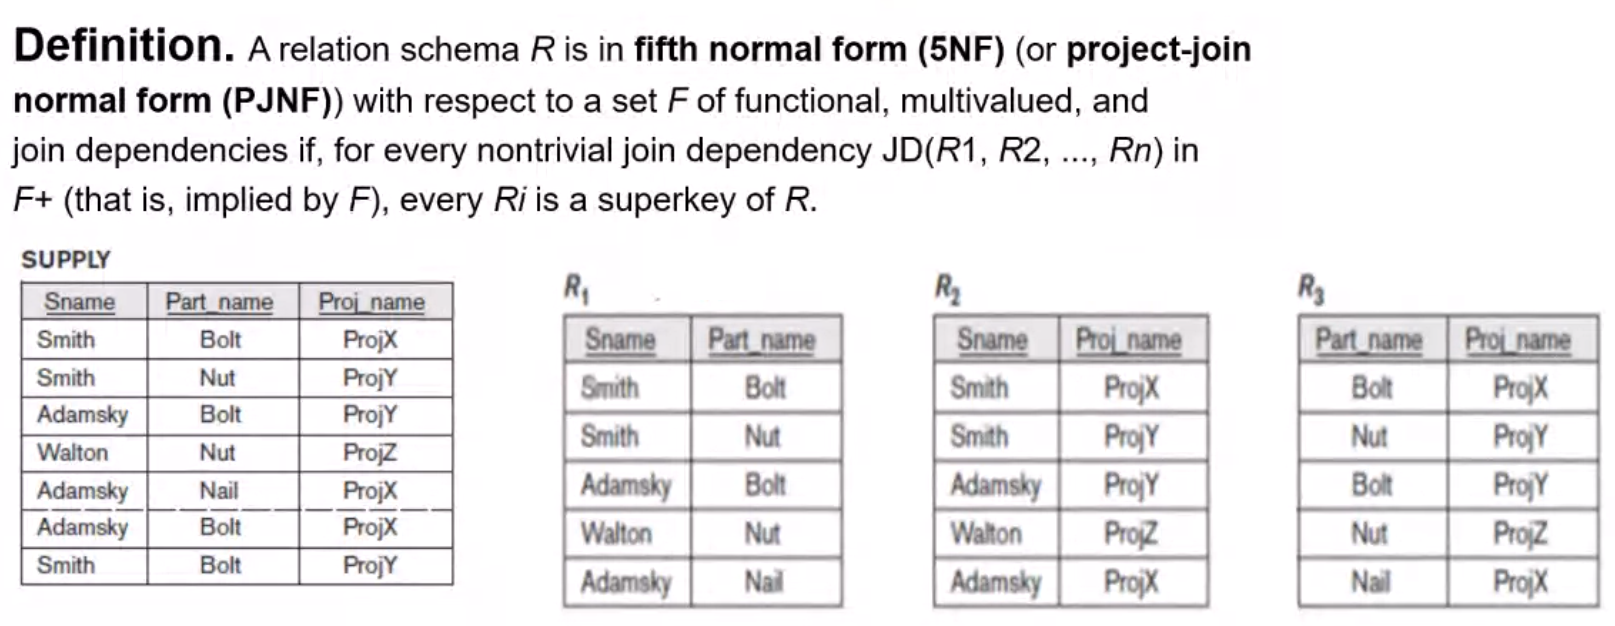 Definition. A relation schema R is in fifth normal form (5NF) (or project-join
normal form (PJNF)) with respect to a set F of functional, multivalued, and
join dependencies if, for every nontrivial join dependency JD(R1, R2, ..., Rn) in
F+ (that is, implied by F), every Ri is a superkey of R.
SUPPLY
Sname Part_name Proj_name
Smith Bolt ProjX
Smith Nut ProjY
Adamsky Bolt ProjY
Walton Nut ProjZ
Adamsky Nail ProjX
Adamsky Bolt ProjX
Smith Bolt ProjY
R1
Sname Part_name
Smith Bolt
Smith Nut
Adamsky Bolt
Walton Nut
Adamsky Nail
R2
Sname Proj_name
Smith ProjX
Smith ProjY
Adamsky ProjY
Walton ProjZ
Adamsky ProjX
R3
Part_name Proj_name
Bolt ProjX
Nut ProjY
Bolt ProjY
Nut ProjZ
Nail ProjX